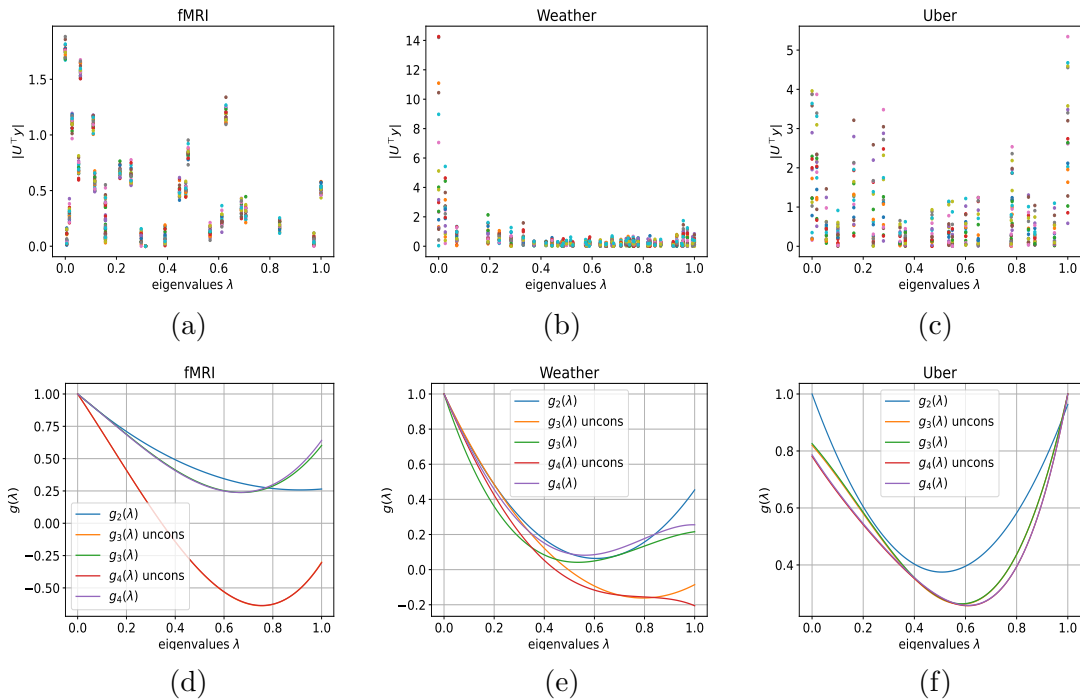 fMRI
|U⊤y|
1.5
1.0
0.5
0.0
0.0 0.2 0.4 0.6 0.8 1.0
eigenvalues λ
(a)
Weather
|U⊤y|
14
12
10
8
6
4
2
0
0.0 0.2 0.4 0.6 0.8 1.0
eigenvalues λ
(b)
Uber
|U⊤y|
5
4
3
2
1
0
0.0 0.2 0.4 0.6 0.8 1.0
eigenvalues λ
(c)
fMRI
g(λ)
1.00
0.75
0.50
0.25
0.00
−0.25
−0.50
g₂(λ)
g₃(λ) uncons
g₃(λ)
g₄(λ) uncons
g₄(λ)
0.0 0.2 0.4 0.6 0.8 1.0
eigenvalues λ
(d)
Weather
g(λ)
1.0
0.8
0.6
0.4
0.2
0.0
−0.2
g₂(λ)
g₃(λ) uncons
g₃(λ)
g₄(λ) uncons
g₄(λ)
0.0 0.2 0.4 0.6 0.8 1.0
eigenvalues λ
(e)
Uber
g(λ)
1.0
0.8
0.6
0.4
g₂(λ)
g₃(λ) uncons
g₃(λ)
g₄(λ) uncons
g₄(λ)
0.0 0.2 0.4 0.6 0.8 1.0
eigenvalues λ
(f)